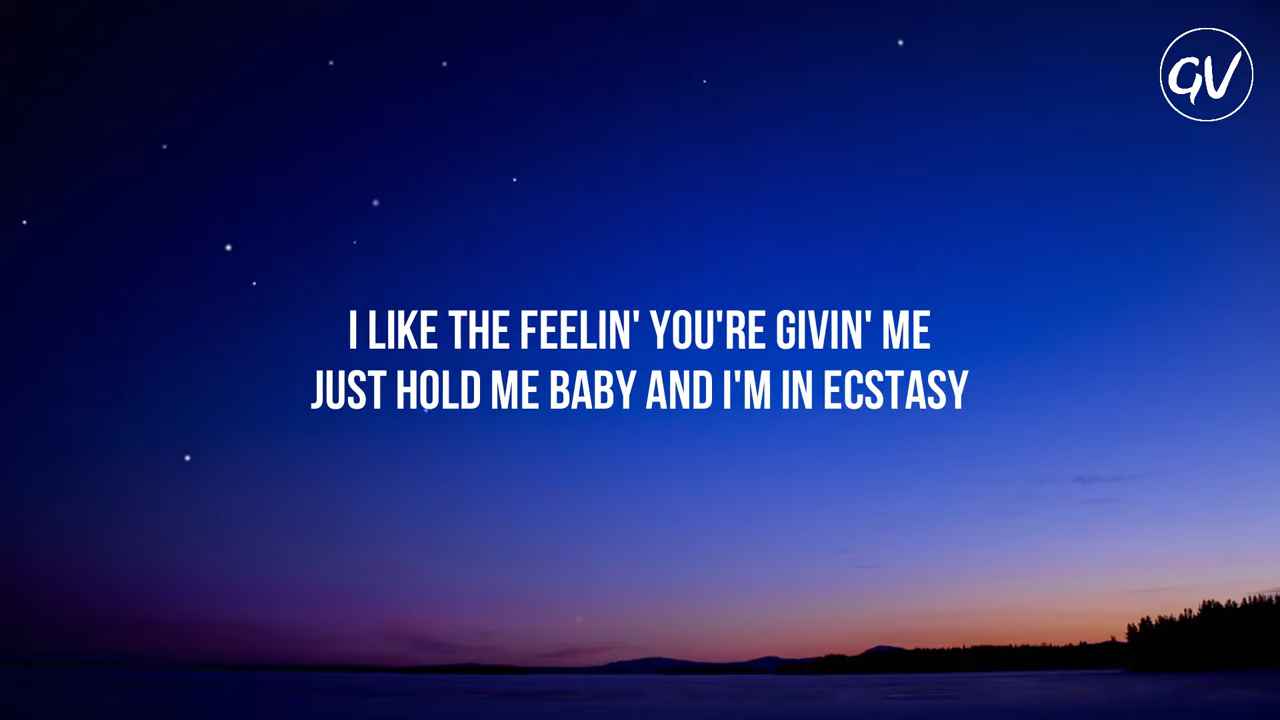 GV
I LIKE THE FEELIN' YOU'RE GIVIN' ME
JUST HOLD ME BABY AND I'M IN ECSTASY